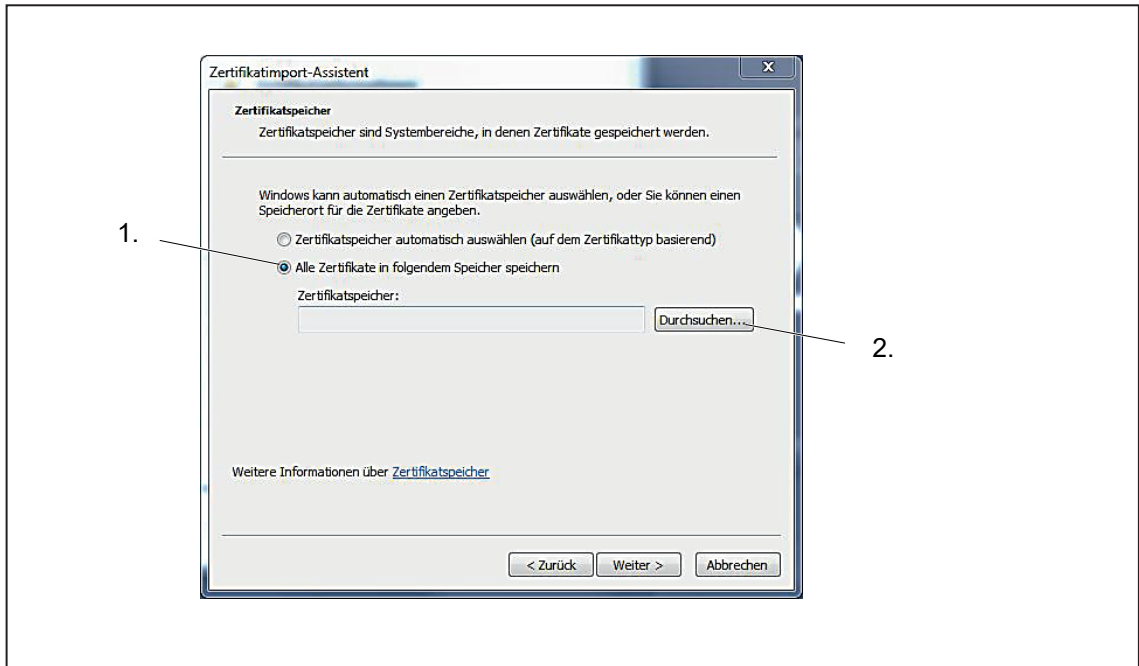 Zertifikatimport-Assistent
x
Zertifikatspeicher
Zertifikatspeicher sind Systembereiche, in denen Zertifikate gespeichert werden.
Windows kann automatisch einen Zertifikatspeicher auswählen, oder Sie können einen
Speicherort für die Zertifikate angeben.
1.
Zertifikatspeicher automatisch auswählen (auf dem Zertifikattyp basierend)
Alle Zertifikate in folgendem Speicher speichern
Zertifikatspeicher:
Durchsuchen...
2.
Weitere Informationen über Zertifikatspeicher
< Zurück Weiter > Abbrechen